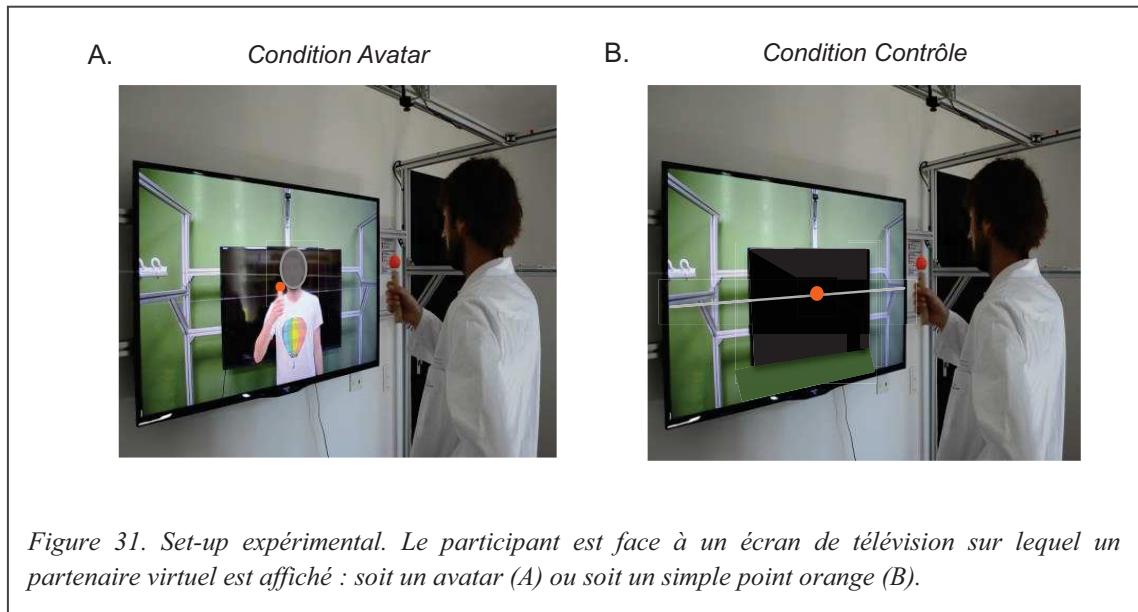 A. Condition Avatar
B. Condition Contrôle
Figure 31. Set-up expérimental. Le participant est face à un écran de télévision sur lequel un
partenaire virtuel est affiché : soit un avatar (A) ou soit un simple point orange (B).